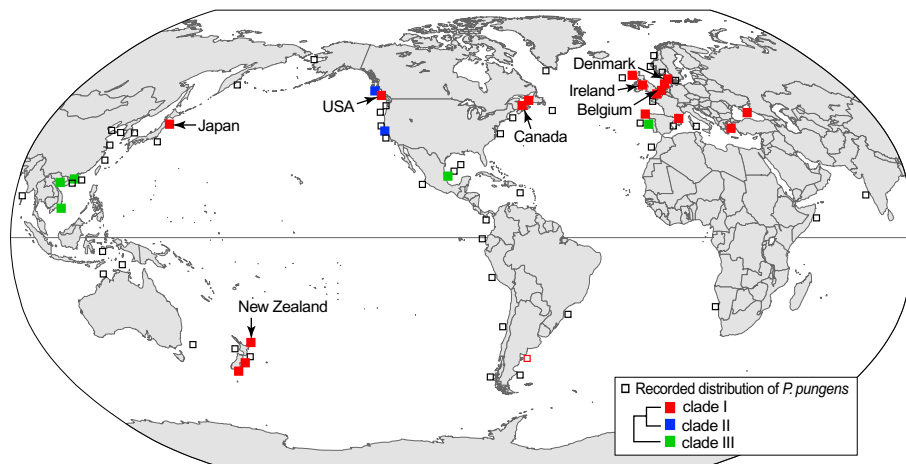 Denmark
Ireland
Belgium
USA
Canada
Japan
New Zealand
Recorded distribution of P. pungens
clade I
clade II
clade III